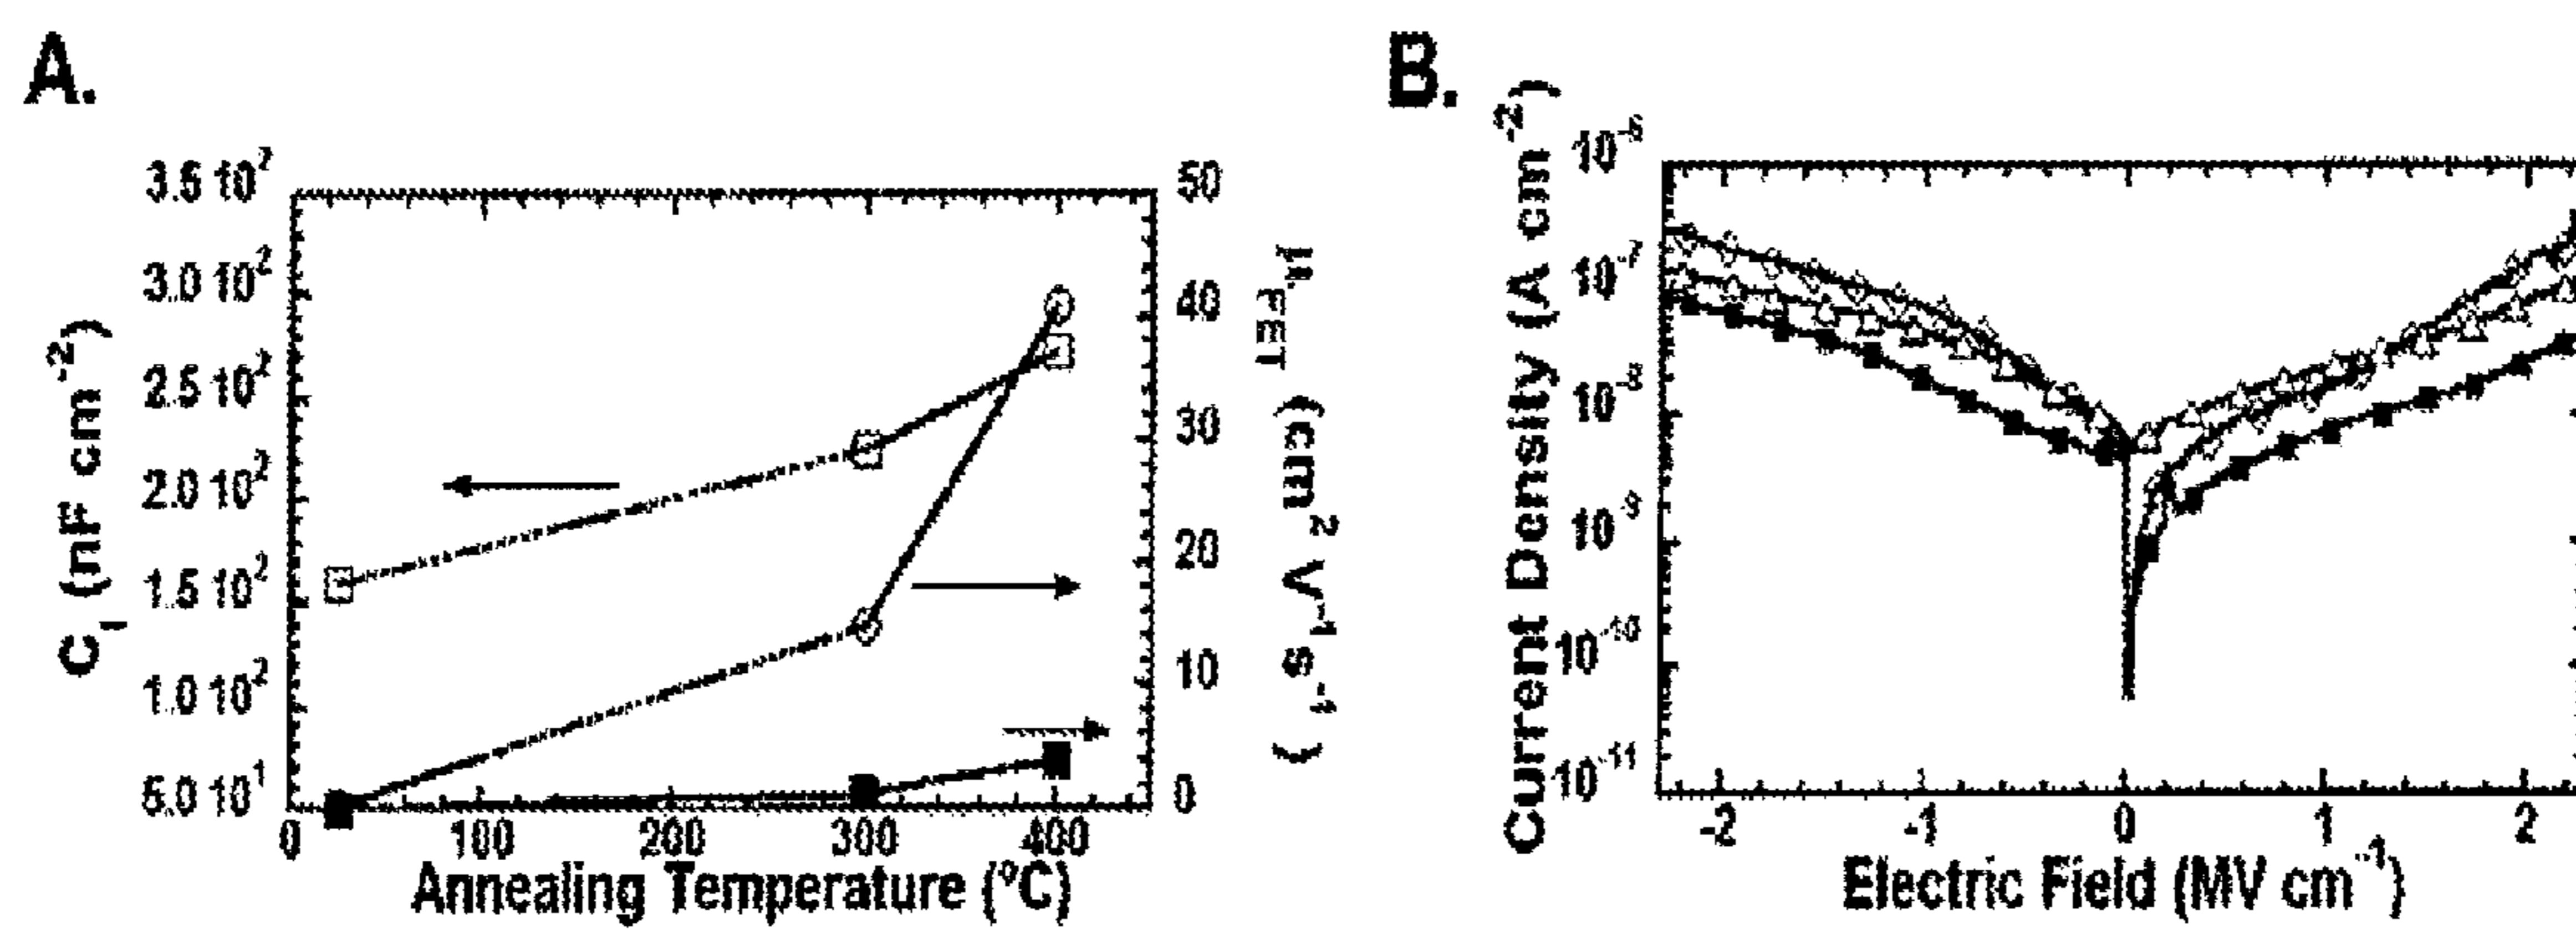 A.
3.5 10²
3.0 10²
2.5 10²
2.0 10²
1.5 10²
1.0 10²
5.0 10¹
Cᵢ (nF cm⁻²)
50
40
30
20
10
0
μFET (cm² V⁻¹s⁻¹)
0 100 200 300 400
Annealing Temperature (°C)
B.
Current Density (A cm⁻²)
10⁻⁶
10⁻⁷
10⁻⁸
10⁻⁹
10⁻¹⁰
10⁻¹¹
-2 -1 0 1 2
Electric Field (MV cm⁻¹)